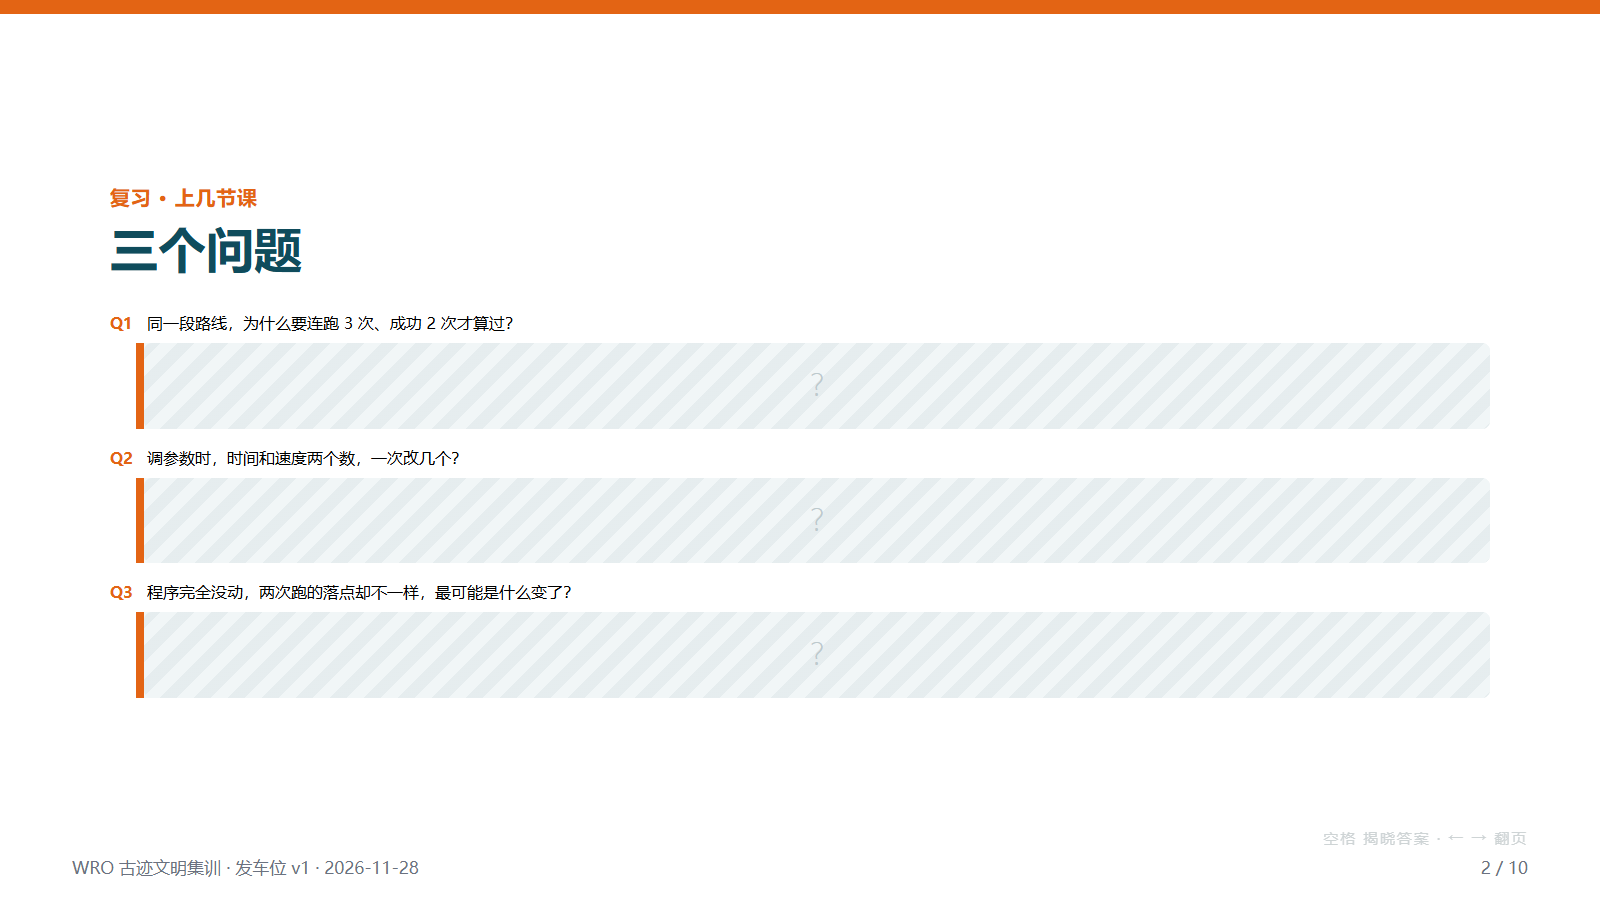 复习 · 上几节课
三个问题
Q1 同一段路线，为什么要连跑 3 次、成功 2 次才算过？
?
Q2 调参数时，时间和速度两个数，一次改几个？
?
Q3 程序完全没动，两次跑的落点却不一样，最可能是什么变了？
?
空格 揭晓答案 · ← → 翻页
WRO 古迹文明集训 · 发车位 v1 · 2026-11-28
2 / 10